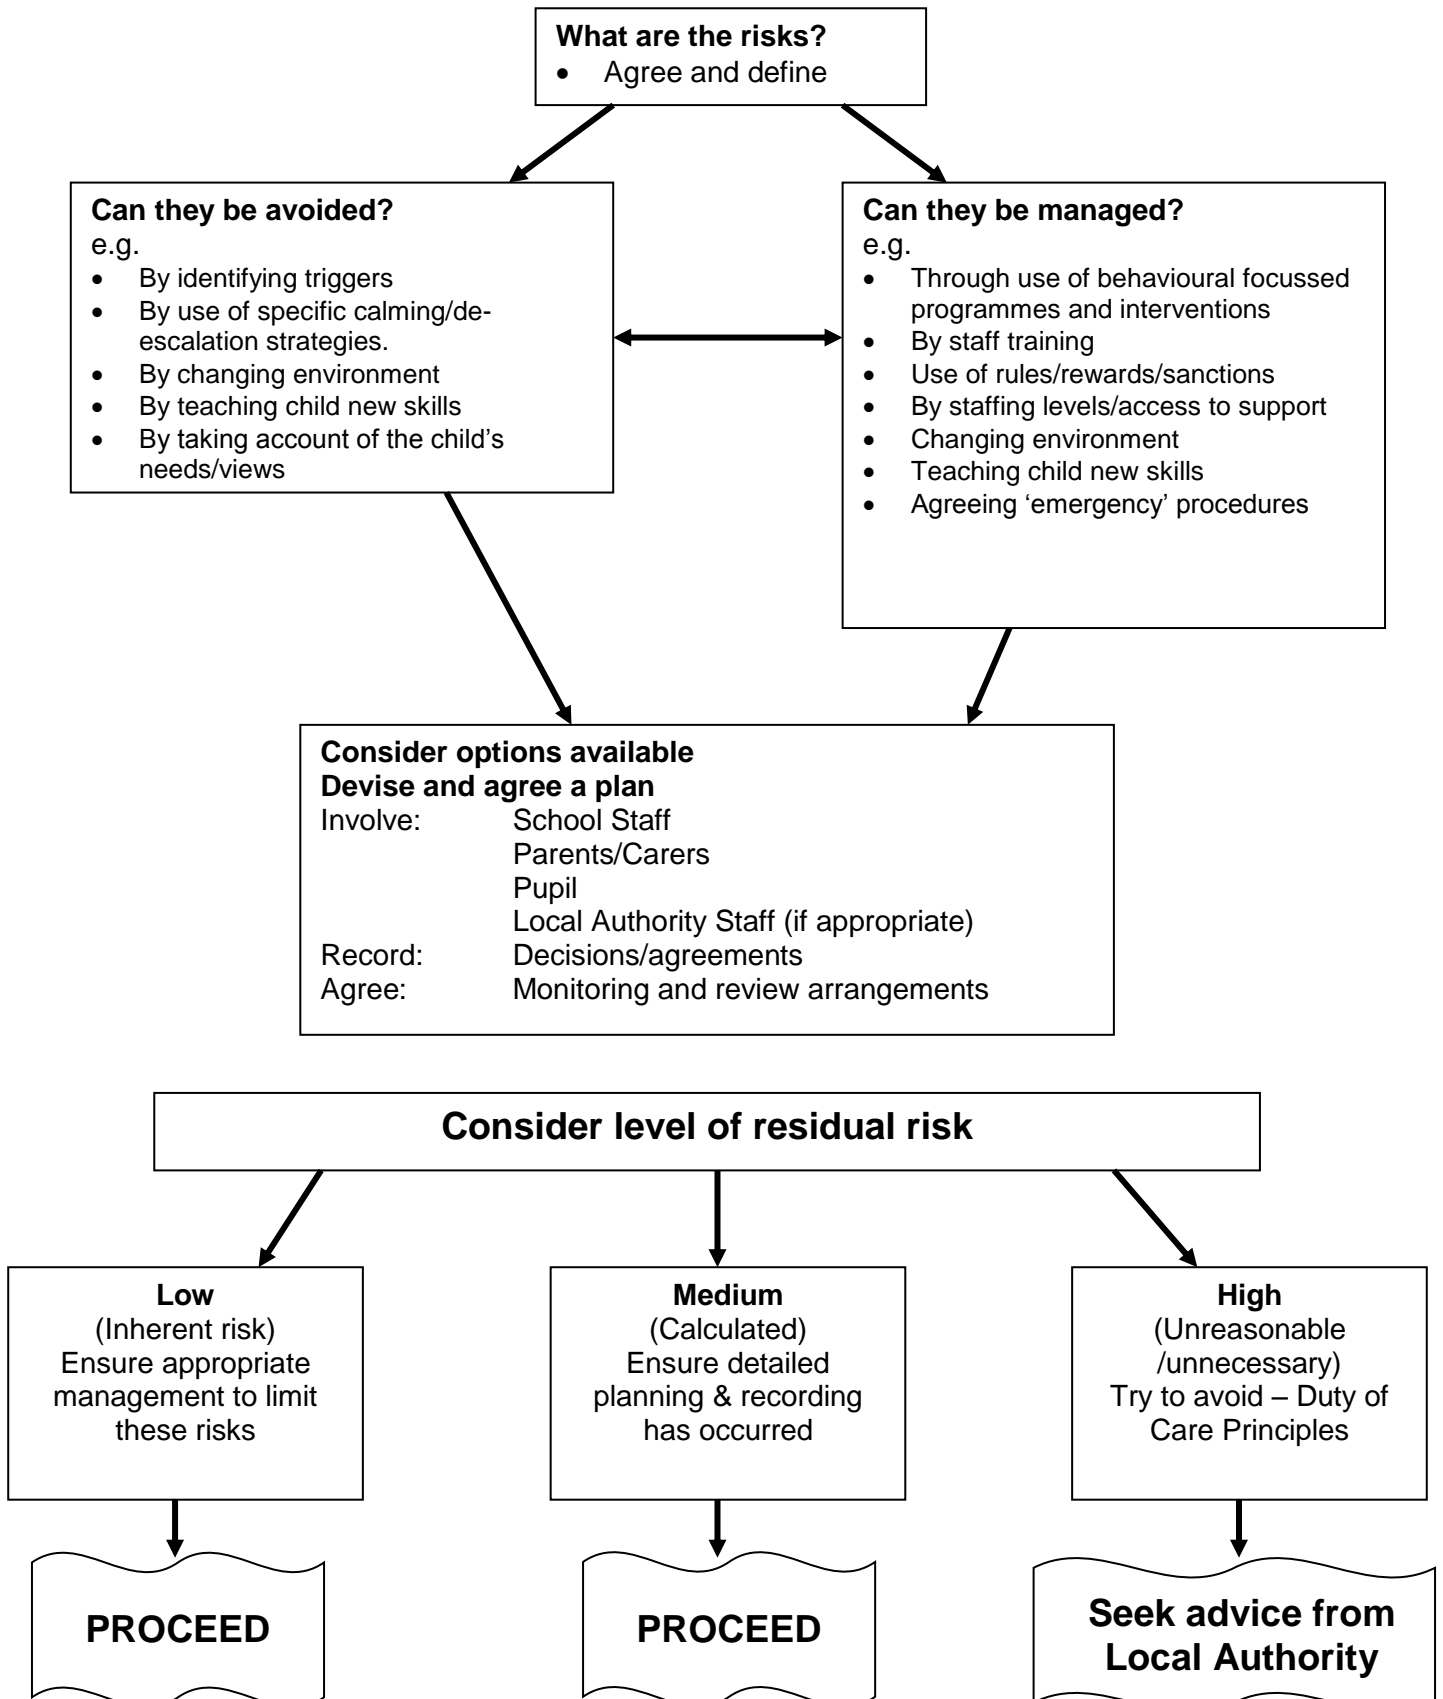 What are the risks?
• Agree and define
Can they be avoided?
e.g.
• By identifying triggers
• By use of specific calming/de-
escalation strategies.
• By changing environment
• By teaching child new skills
• By taking account of the child's
needs/views
Can they be managed?
e.g.
• Through use of behavioural focussed
programmes and interventions
• By staff training
• Use of rules/rewards/sanctions
• By staffing levels/access to support
• Changing environment
• Teaching child new skills
• Agreeing ‘emergency’ procedures
Consider options available
Devise and agree a plan
Involve: School Staff
Parents/Carers
Pupil
Local Authority Staff (if appropriate)
Record: Decisions/agreements
Agree: Monitoring and review arrangements
Consider level of residual risk
Low
(Inherent risk)
Ensure appropriate
management to limit
these risks
Medium
(Calculated)
Ensure detailed
planning & recording
has occurred
High
(Unreasonable
/unnecessary)
Try to avoid – Duty of
Care Principles
PROCEED
PROCEED
Seek advice from
Local Authority